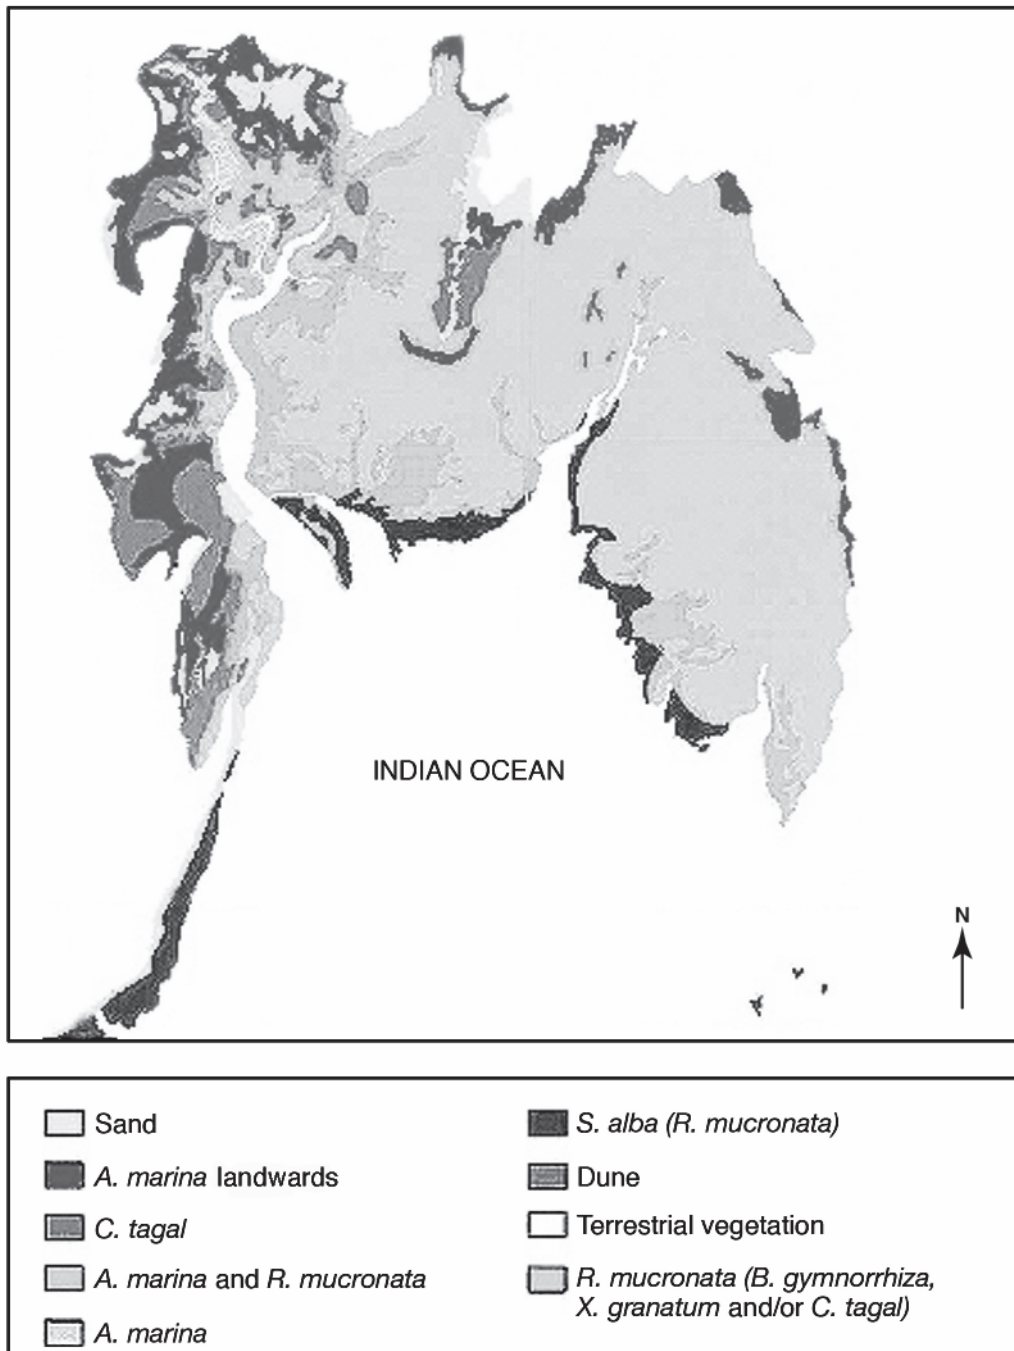 INDIAN OCEAN
N
Sand
A. marina landwards
C. tagal
A. marina and R. mucronata
A. marina
S. alba (R. mucronata)
Dune
Terrestrial vegetation
R. mucronata (B. gymnorrhiza,
X. granatum and/or C. tagal)